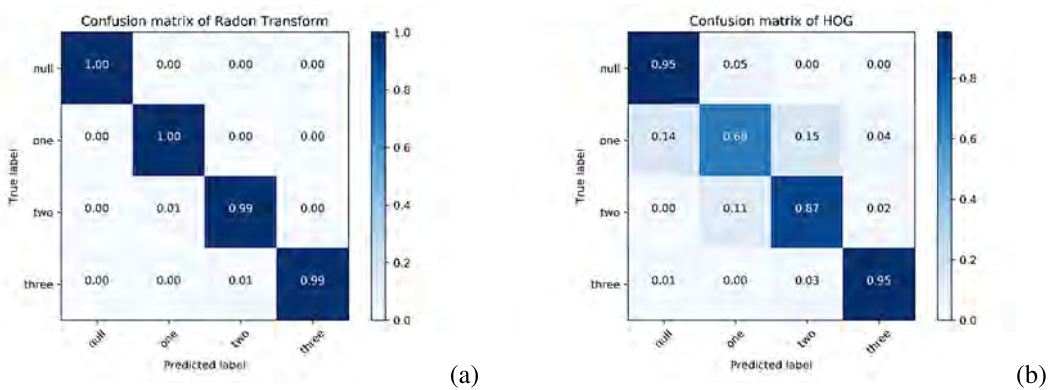 Confusion matrix of Radon Transform
1.00 0.00 0.00 0.00
0.00 1.00 0.00 0.00
0.00 0.01 0.99 0.00
0.00 0.00 0.01 0.99
null
one
two
three
True label
null one two three
Predicted label
1.0
0.8
0.6
0.4
0.2
0.0
(a)
Confusion matrix of HOG
0.95 0.05 0.00 0.00
0.14 0.15 0.04
0.00 0.11 0.87 0.02
0.01 0.00 0.03 0.95
null
one
two
three
True label
null one two three
Predicted label
0.8
0.6
0.4
0.2
0.0
(b)